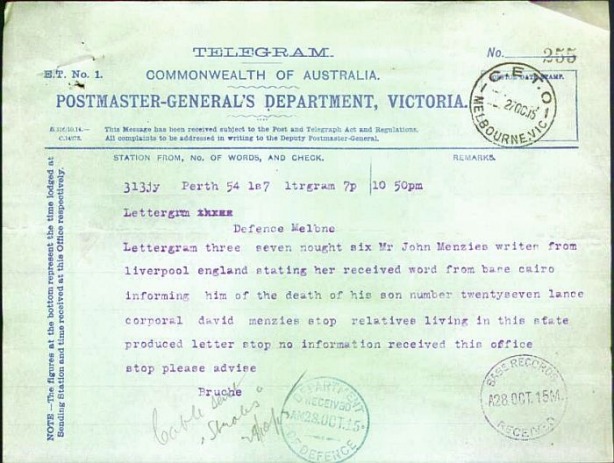 TELEGRAM.
No. 255
E.T. No. 1.
COMMONWEALTH OF AUSTRALIA.
POSTMASTER-GENERAL'S DEPARTMENT, VICTORIA.
C.T.O
27OC15
MELBOURNE.VIC
This Message has been received subject to the Post and Telegraph Act and Regulations.
All complaints to be addressed in writing to the Deputy Postmaster-General.
STATION FROM, No. OF WORDS, AND CHECK. REMARKS.
313jy Perth 54 1s7 ltrgram 7p 10 50pm
Lettergrm
Defence Melbne
Lettergram three seven nought six Mr John Menzies writes from
liverpool england stating her received word from base cairo
informing him of the death of his son number twentyseven lance
corporal david menzies stop relatives living in this state
produced letter stop no information received this office
stop please advise
Bruche
Cable sent
DEPARTMENT
RECEIVED
AM28 OCT.15
OF DEFENCE
BASE RECORDS
A28 OCT.15M.
RECEIVED
NOTE—The figures at the bottom represent the time lodged at
Sending Station and time received at this Office respectively.